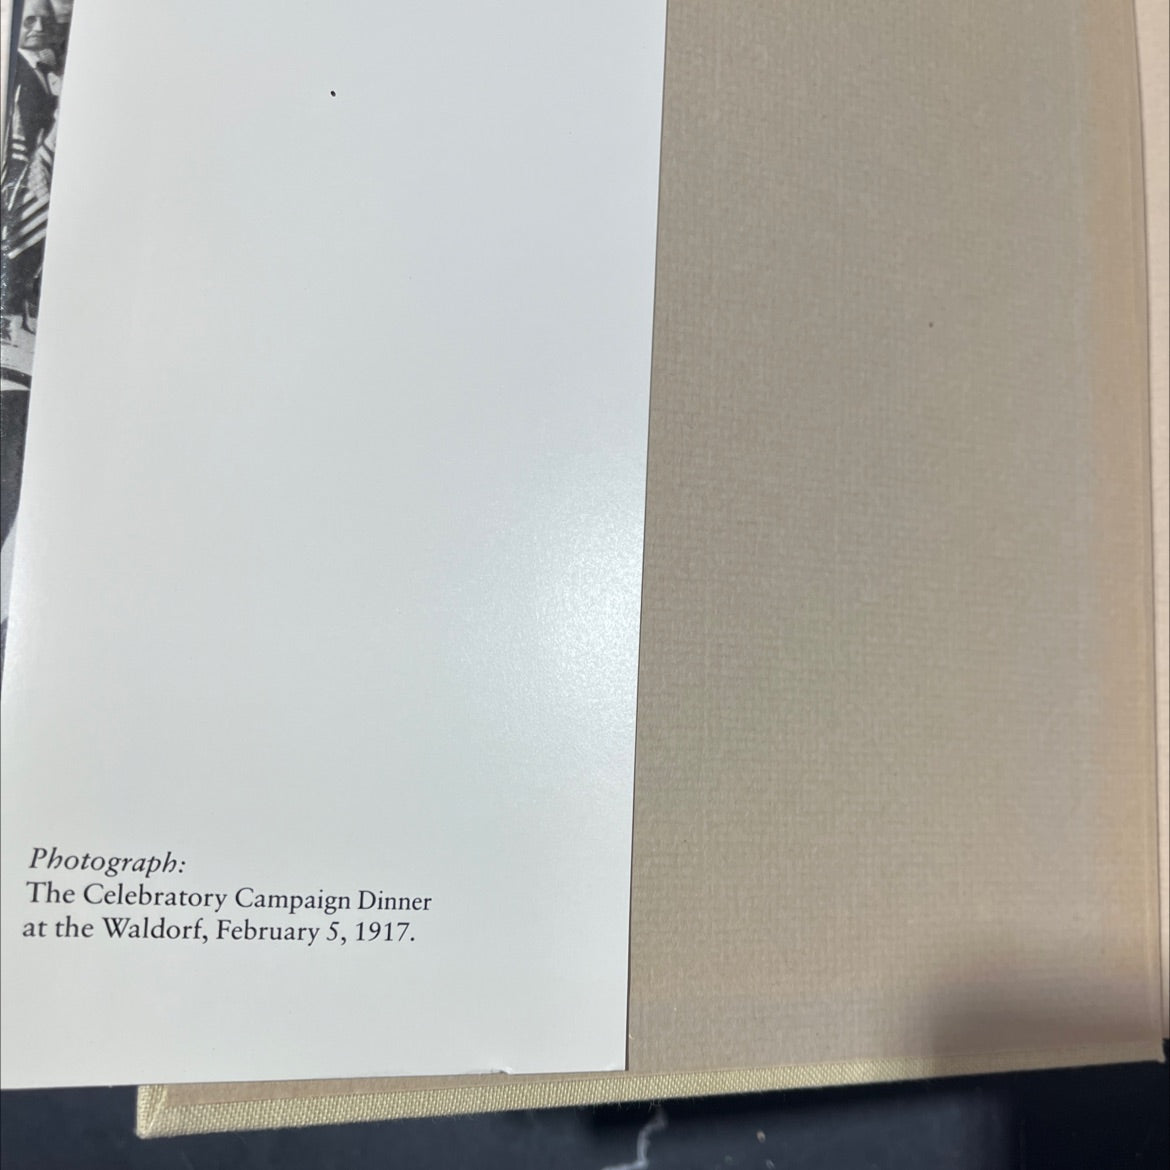 Photograph:
The Celebratory Campaign Dinner
at the Waldorf, February 5, 1917.